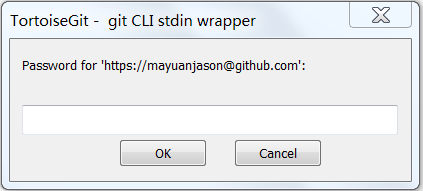 TortoiseGit - git CLI stdin wrapper
Password for 'https://mayuanjason@github.com':
OK Cancel